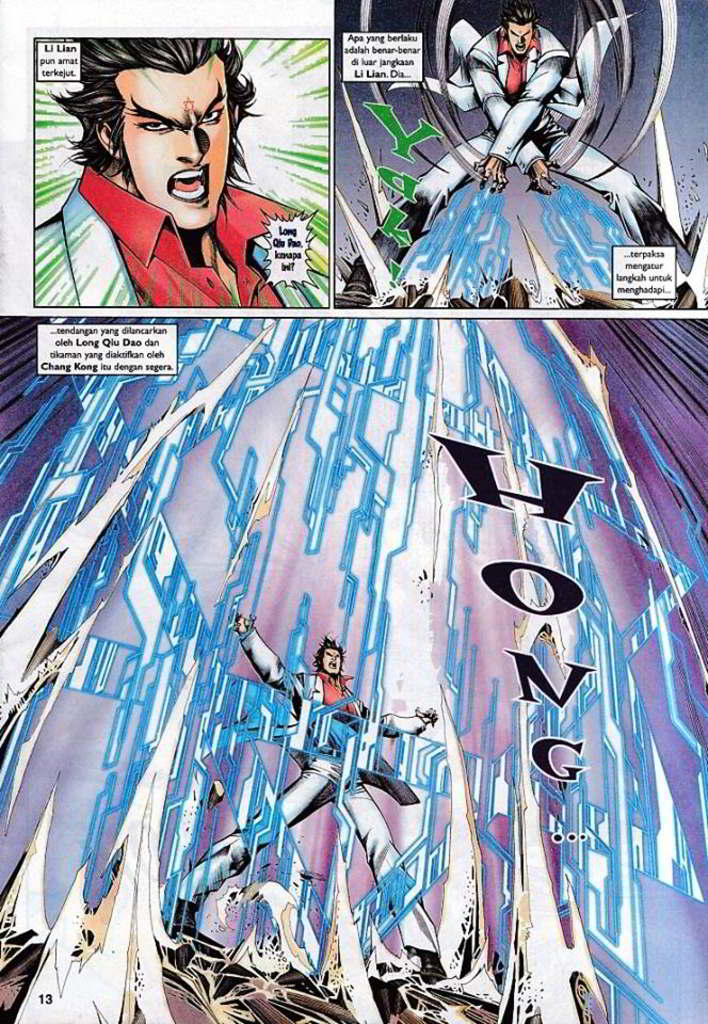 Li Lian
pun amat
terkejut.
Long
Qiu Dao,
kenapa
ini?
Apa yang berlaku
adalah benar-benar
di luar jangkaan
Li Lian. Dia...
...terpaksa
mengatur
langkah untuk
menghadapi...
...tendangan yang dilancarkan
oleh Long Qiu Dao dan
tikaman yang diaktifkan oleh
Chang Kong itu dengan segera.
HONG...
13